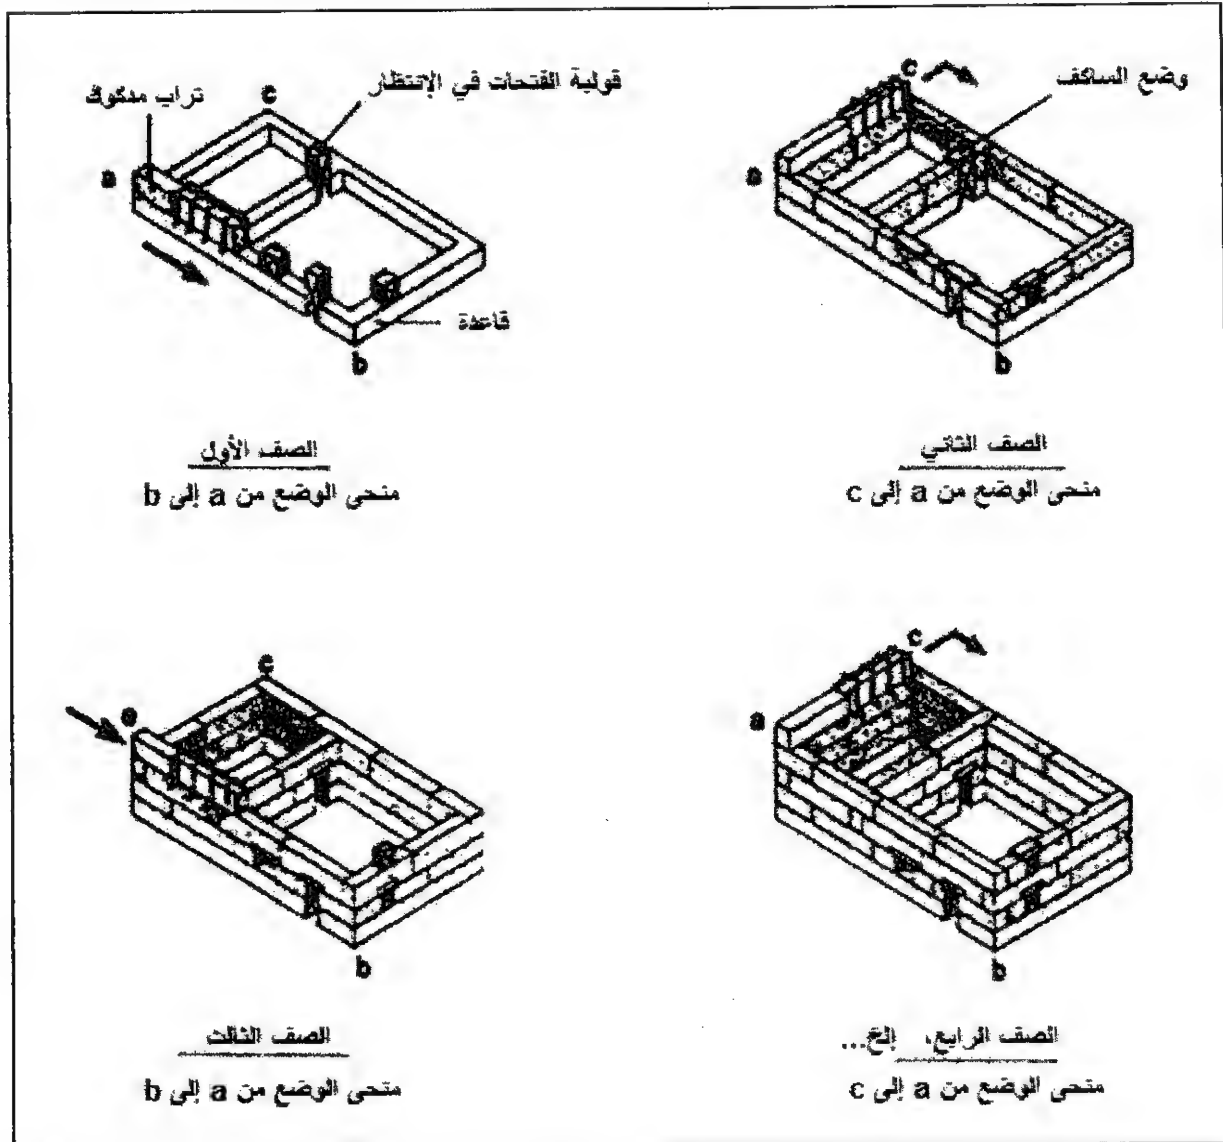 قولبة الفتحات في الإنتظار
تراب مدكوك
c
a
قاعدة
b
الصف الأول
منحى الوضع من a إلى b
وضع الساكف
c
a
b
الصف الثاني
منحى الوضع من a إلى c
c
a
b
الصف الثالث
منحى الوضع من a إلى b
c
a
b
الصف الرابع، إلخ...
منحى الوضع من a إلى c